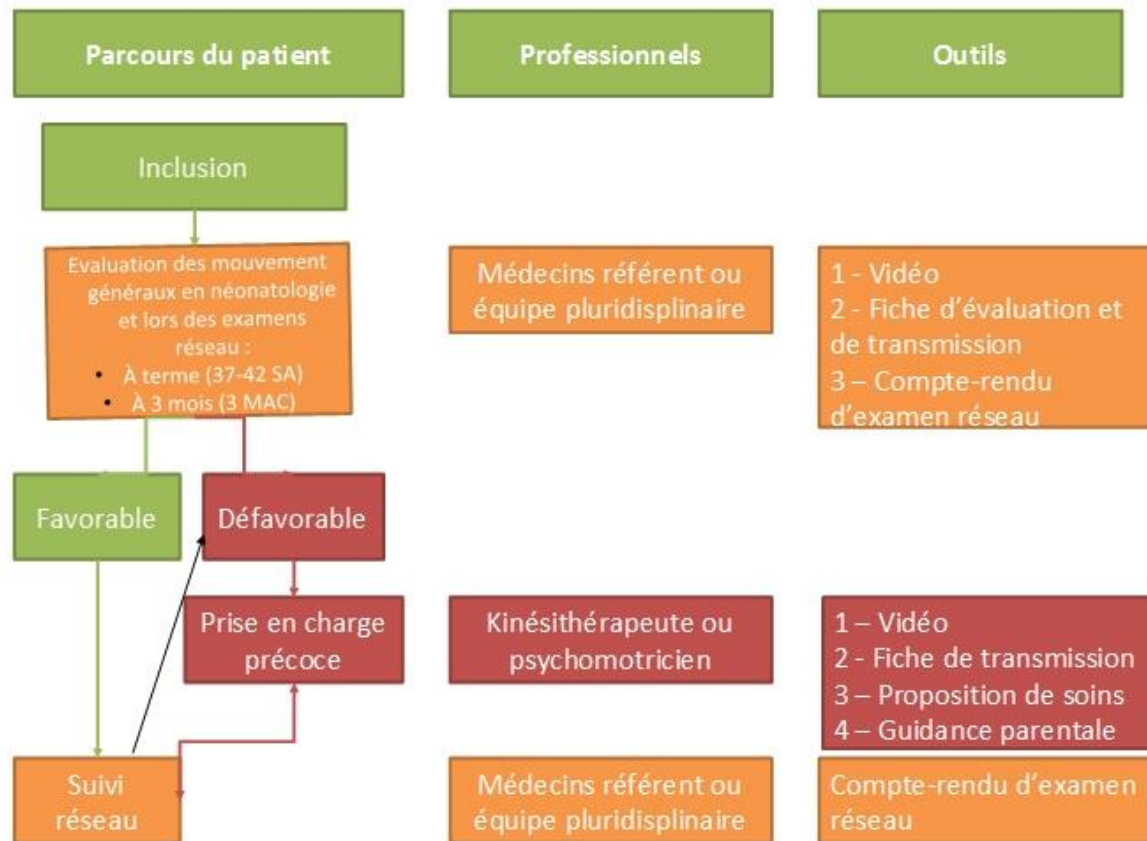 Parcours du patient
Professionnels
Outils
Inclusion
Evaluation des mouvement
généraux en néonatologie
et lors des examens
réseau :
• À terme (37-42 SA)
• À 3 mois (3 MAC)
Médecins référent ou
équipe pluridisplinaire
1 - Vidéo
2 - Fiche d'évaluation et
de transmission
3 – Compte-rendu
d'examen réseau
Favorable
Défavorable
Prise en charge
précoce
Kinésithérapeute ou
psychomotricien
1 – Vidéo
2 - Fiche de transmission
3 – Proposition de soins
4 – Guidance parentale
Suivi
réseau
Médecins référent ou
équipe pluridisplinaire
Compte-rendu d'examen
réseau